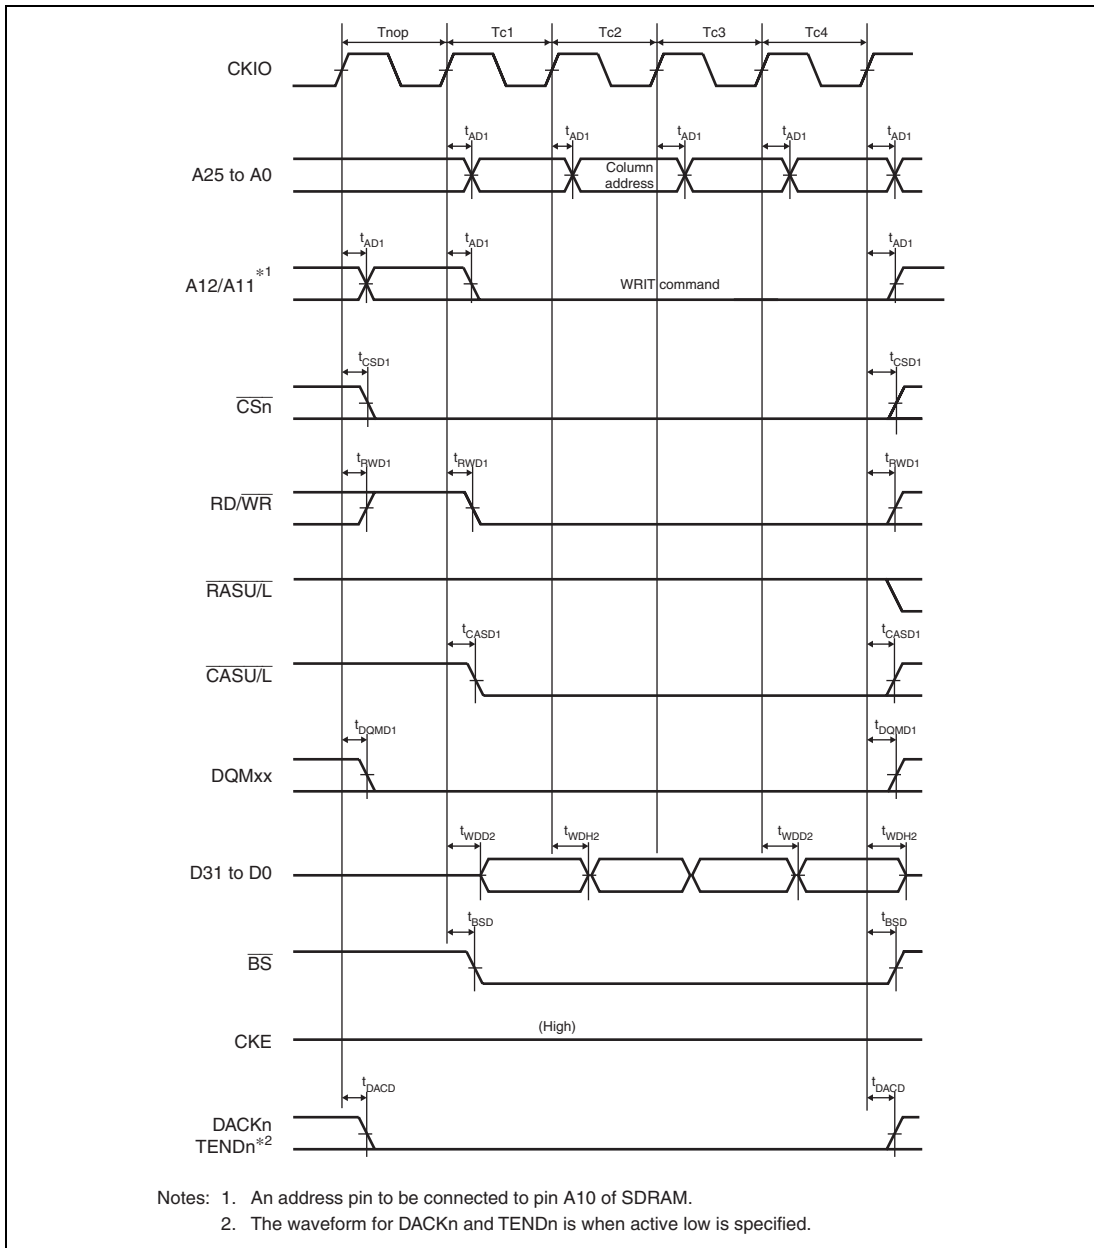 Tnop Tc1 Tc2 Tc3 Tc4
CKIO
tAD1 tAD1 tAD1 tAD1 tAD1
A25 to A0
Column
address
tAD1 tAD1 tAD1
A12/A11*1
WRIT command
tCSD1 tCSD1
CSn
tRWD1 tRWD1 tRWD1
RD/WR
RASU/L
tCASD1 tCASD1
CASU/L
tDQMD1 tDQMD1
DQMxx
tWDD2 tWDH2 tWDD2 tWDH2
D31 to D0
tBSD tBSD
BS
(High)
CKE
tDACD tDACD
DACKn
TENDn*2
Notes: 1. An address pin to be connected to pin A10 of SDRAM.
2. The waveform for DACKn and TENDn is when active low is specified.